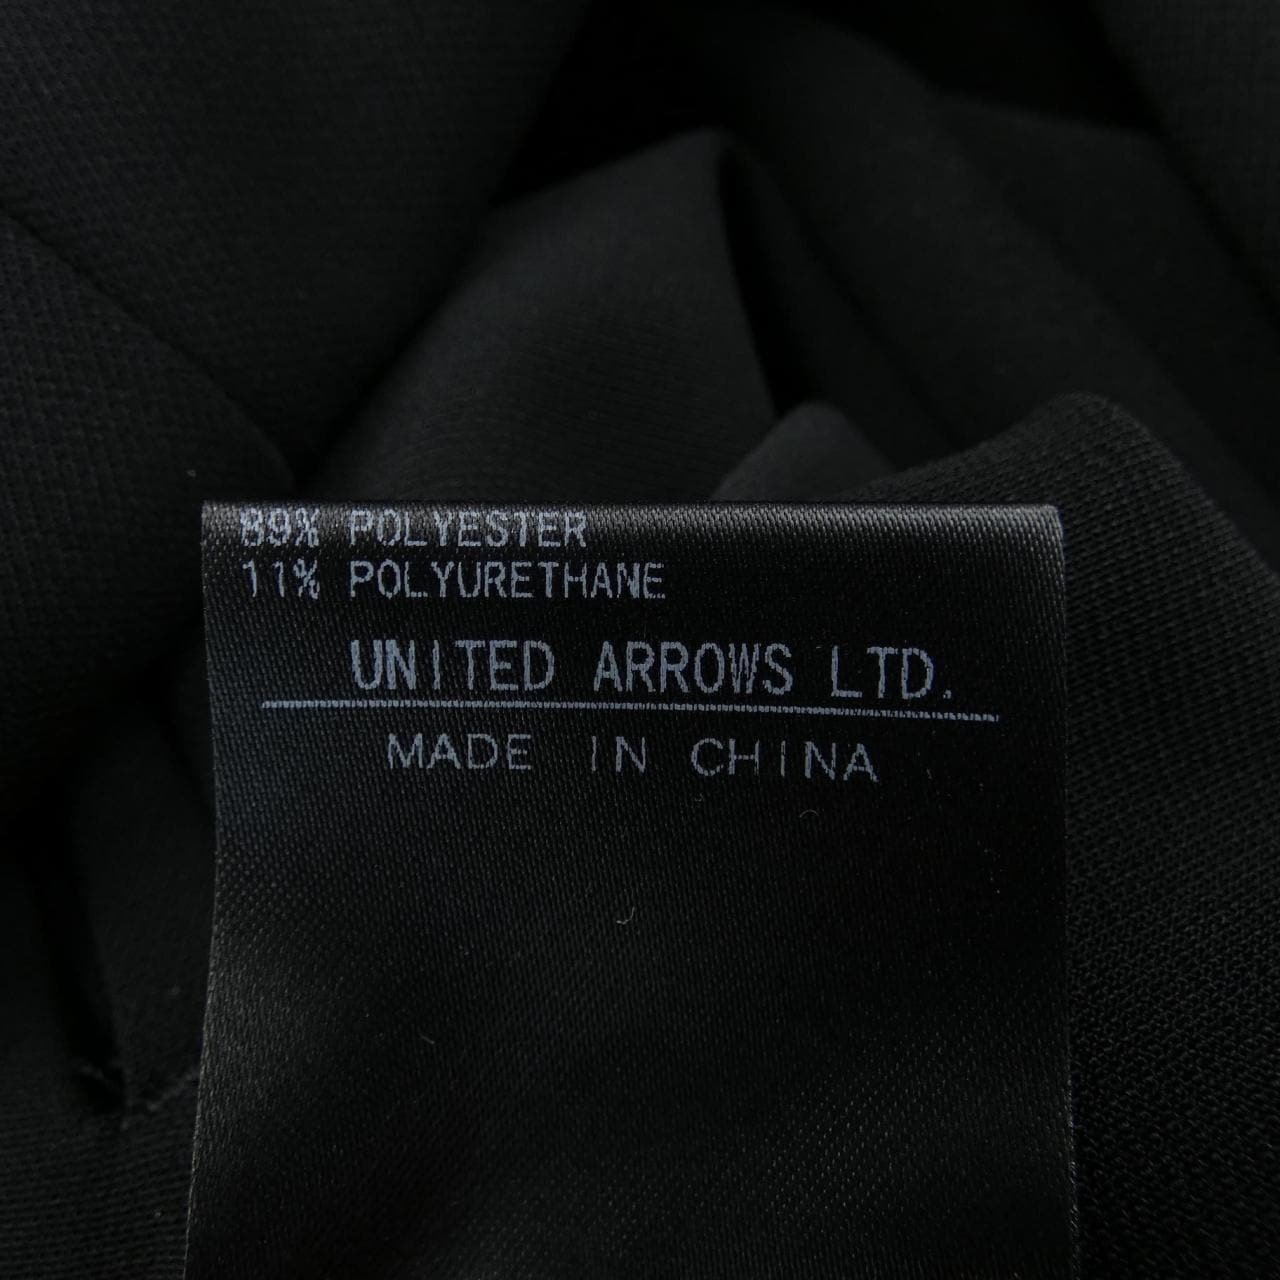 89% POLYESTER
11% POLYURETHANE
UNITED ARROWS LTD.
MADE IN CHINA